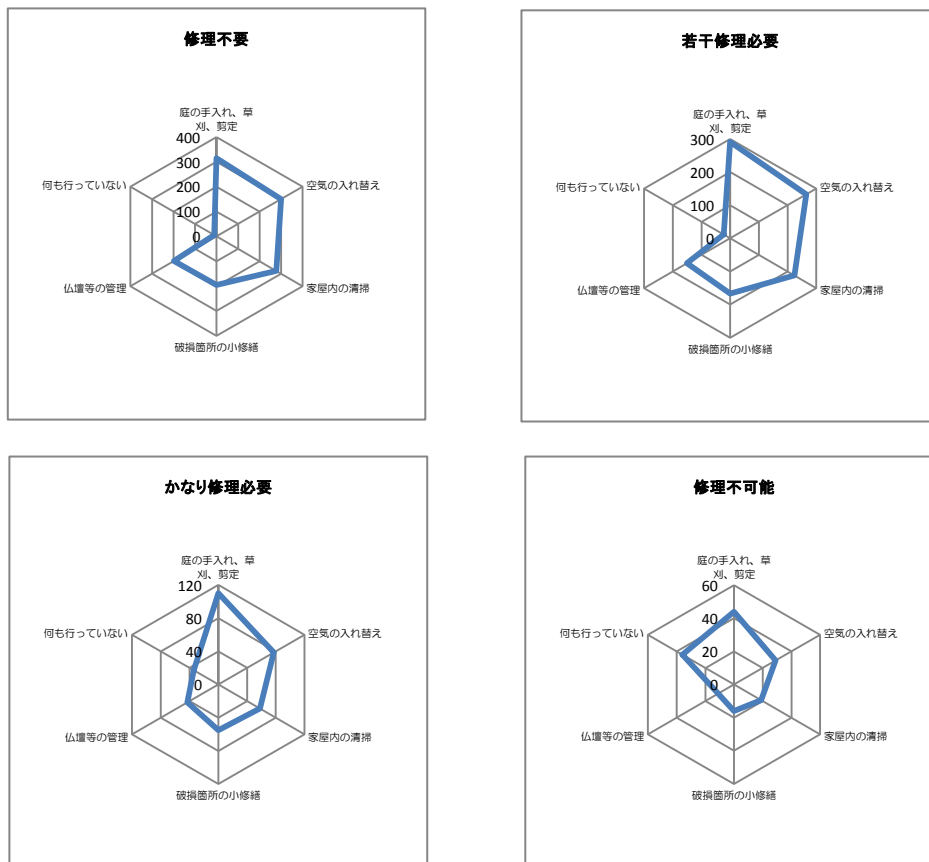 修理不要
庭の手入れ、草
刈、剪定
400
300
200
100
0
空気の入れ替え
家屋内の清掃
破損箇所の小修繕
仏壇等の管理
何も行っていない
若干修理必要
庭の手入れ、草
刈、剪定
300
200
100
0
空気の入れ替え
家屋内の清掃
破損箇所の小修繕
仏壇等の管理
何も行っていない
かなり修理必要
庭の手入れ、草
刈、剪定
120
80
40
0
空気の入れ替え
家屋内の清掃
破損箇所の小修繕
仏壇等の管理
何も行っていない
修理不可能
庭の手入れ、草
刈、剪定
60
40
20
0
空気の入れ替え
家屋内の清掃
破損箇所の小修繕
仏壇等の管理
何も行っていない